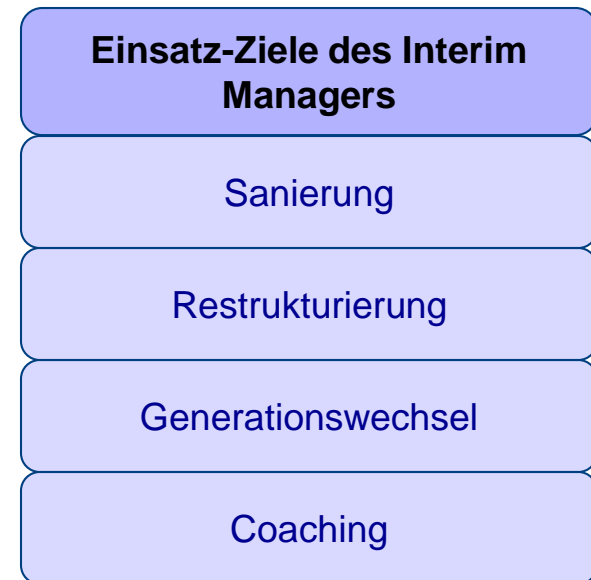 Einsatz-Ziele des Interim
Managers
Sanierung
Restrukturierung
Generationswechsel
Coaching